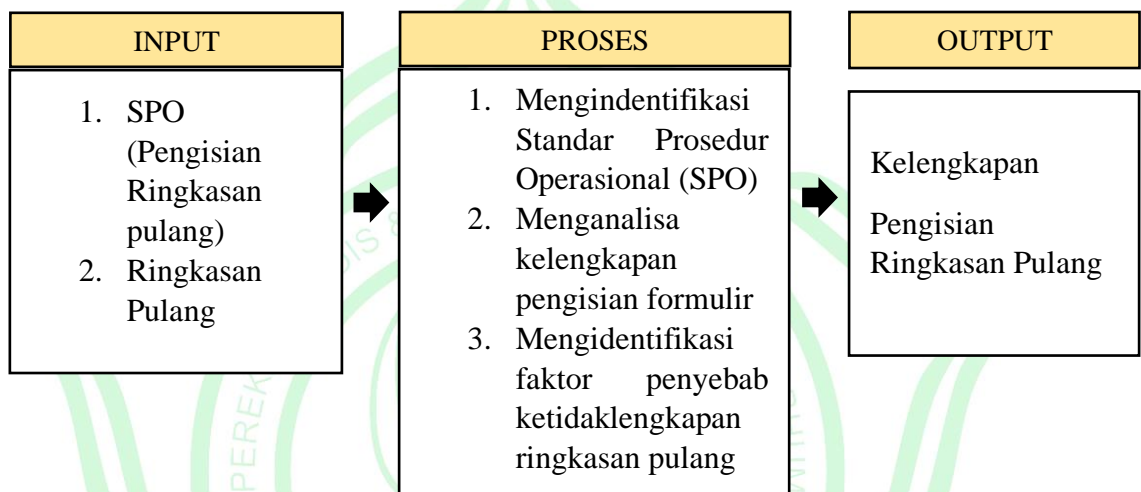 INPUT
1. SPO
(Pengisian
Ringkasan
pulang)
2. Ringkasan
Pulang
PROSES
1. Mengindentifikasi
Standar Prosedur
Operasional (SPO)
2. Menganalisa
kelengkapan
pengisian formulir
3. Mengidentifikasi
faktor penyebab
ketidaklengkapan
ringkasan pulang
OUTPUT
Kelengkapan
Pengisian
Ringkasan Pulang